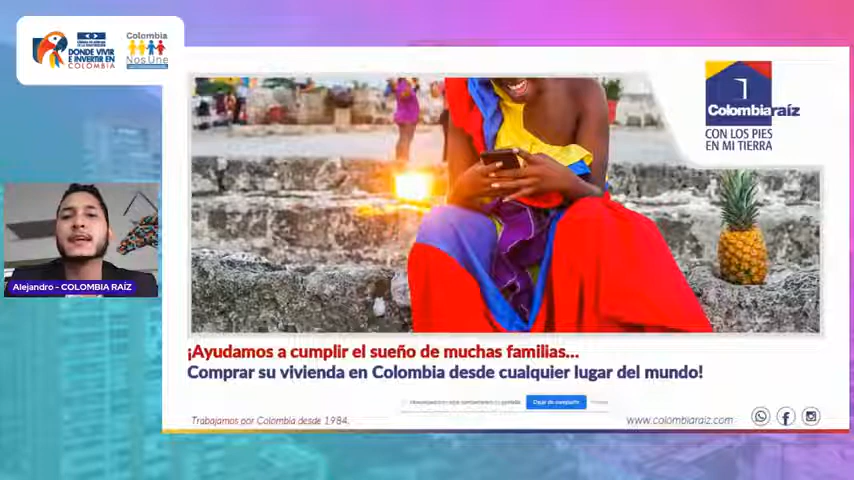 DONDE VIVIR
E INVERTIR EN
COLOMBIA
Colombia
Nos Une
Colombiaraíz
CON LOS PIES
EN MI TIERRA
Alejandro - COLOMBIA RAÍZ
¡Ayudamos a cumplir el sueño de muchas familias...
Comprar su vivienda en Colombia desde cualquier lugar del mundo!
Dejar de compartir
Trabajamos por Colombia desde 1984.
www.colombiaraiz.com